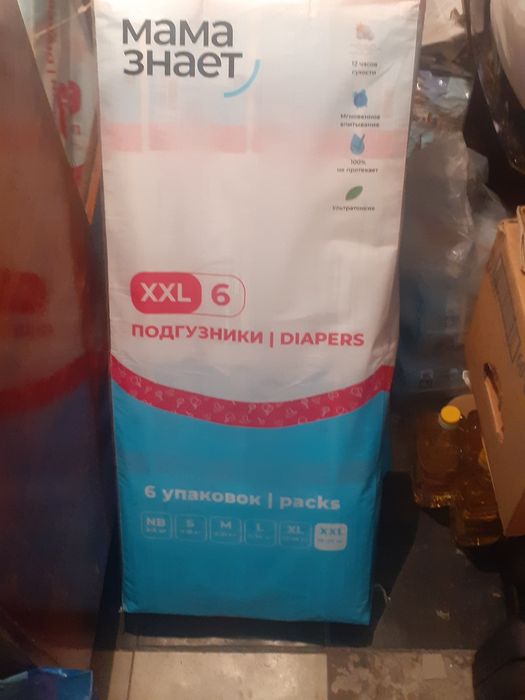 мама
знает
12 часов
сухости
Мгновенное
впитывание
100%
не протекает
Ультратонкие
XXL 6
ПОДГУЗНИКИ | DIAPERS
6 упаковок | packs
NB S M L XL XXL